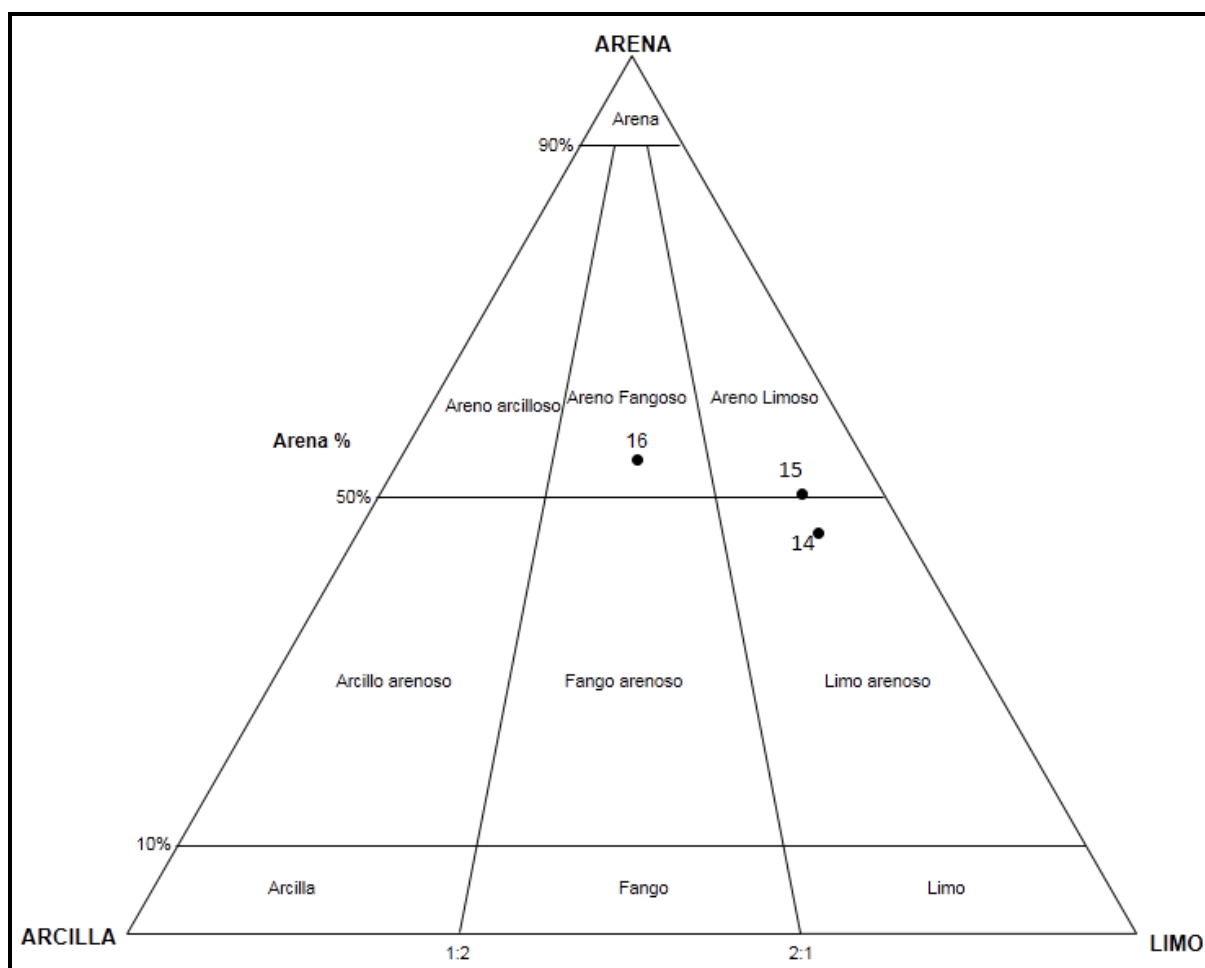 ARENA
Arena
90%
Areno arcilloso
Areno Fangoso
Areno Limoso
Arena %
16
15
50%
14
Arcillo arenoso
Fango arenoso
Limo arenoso
10%
Arcilla
Fango
Limo
ARCILLA
1:2
2:1
LIMO